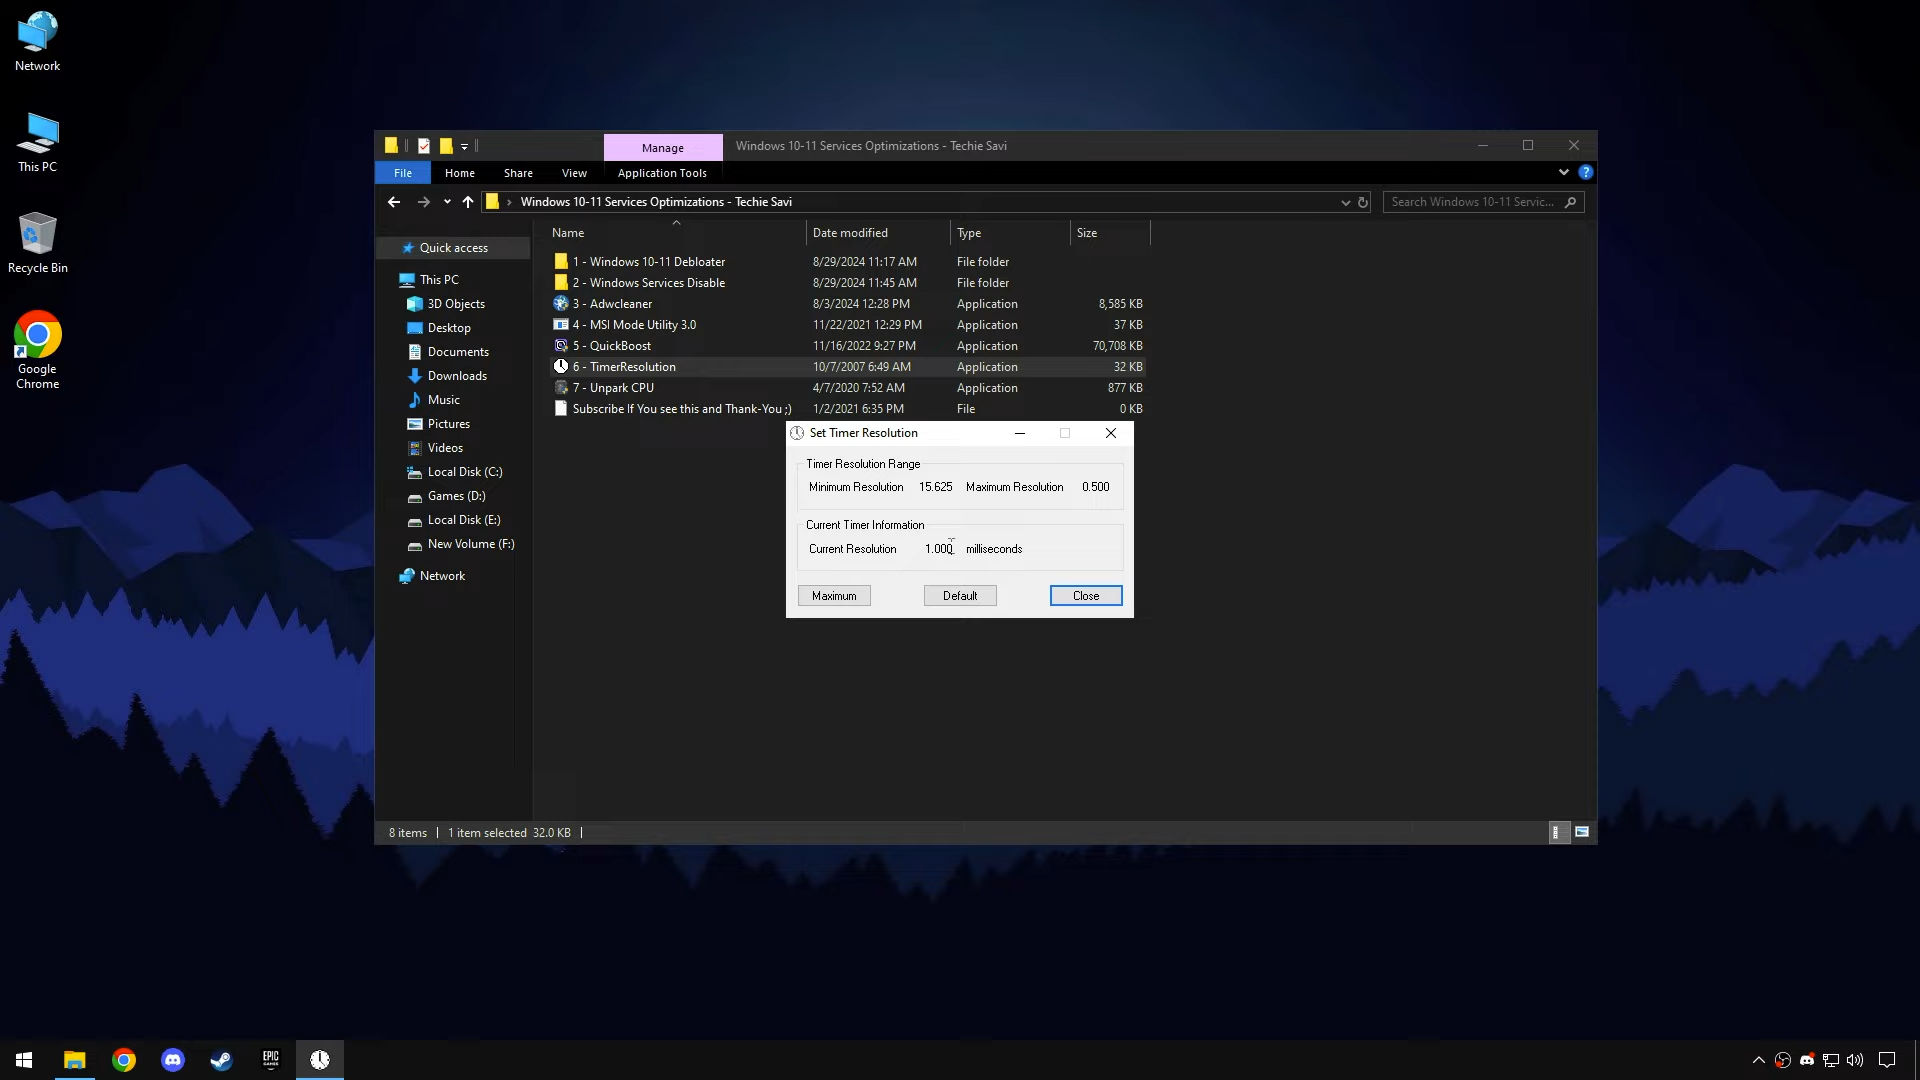 Network
This PC
Recycle Bin
Google
Chrome
Manage
Windows 10-11 Services Optimizations - Techie Savi
File
Home
Share
View
Application Tools
?
Windows 10-11 Services Optimizations - Techie Savi
Search Windows 10-11 Servic...
Name
Date modified
Type
Size
Quick access
This PC
3D Objects
Desktop
Documents
Downloads
Music
Pictures
Videos
Local Disk (C:)
Games (D:)
Local Disk (E:)
New Volume (F:)
Network
1 - Windows 10-11 Debloater 8/29/2024 11:17 AM File folder
2 - Windows Services Disable 8/29/2024 11:45 AM File folder
3 - Adwcleaner 8/3/2024 12:28 PM Application 8,585 KB
4 - MSI Mode Utility 3.0 11/22/2021 12:29 PM Application 37 KB
5 - QuickBoost 11/16/2022 9:27 PM Application 70,708 KB
6 - TimerResolution 10/7/2007 6:49 AM Application 32 KB
7 - Unpark CPU 4/7/2020 7:52 AM Application 877 KB
Subscribe If You see this and Thank-You ;) 1/2/2021 6:35 PM File 0 KB
Set Timer Resolution
Timer Resolution Range
Minimum Resolution 15.625 Maximum Resolution 0.500
Current Timer Information
Current Resolution 1.000 milliseconds
Maximum
Default
Close
8 items
1 item selected 32.0 KB
EPIC
GAMES